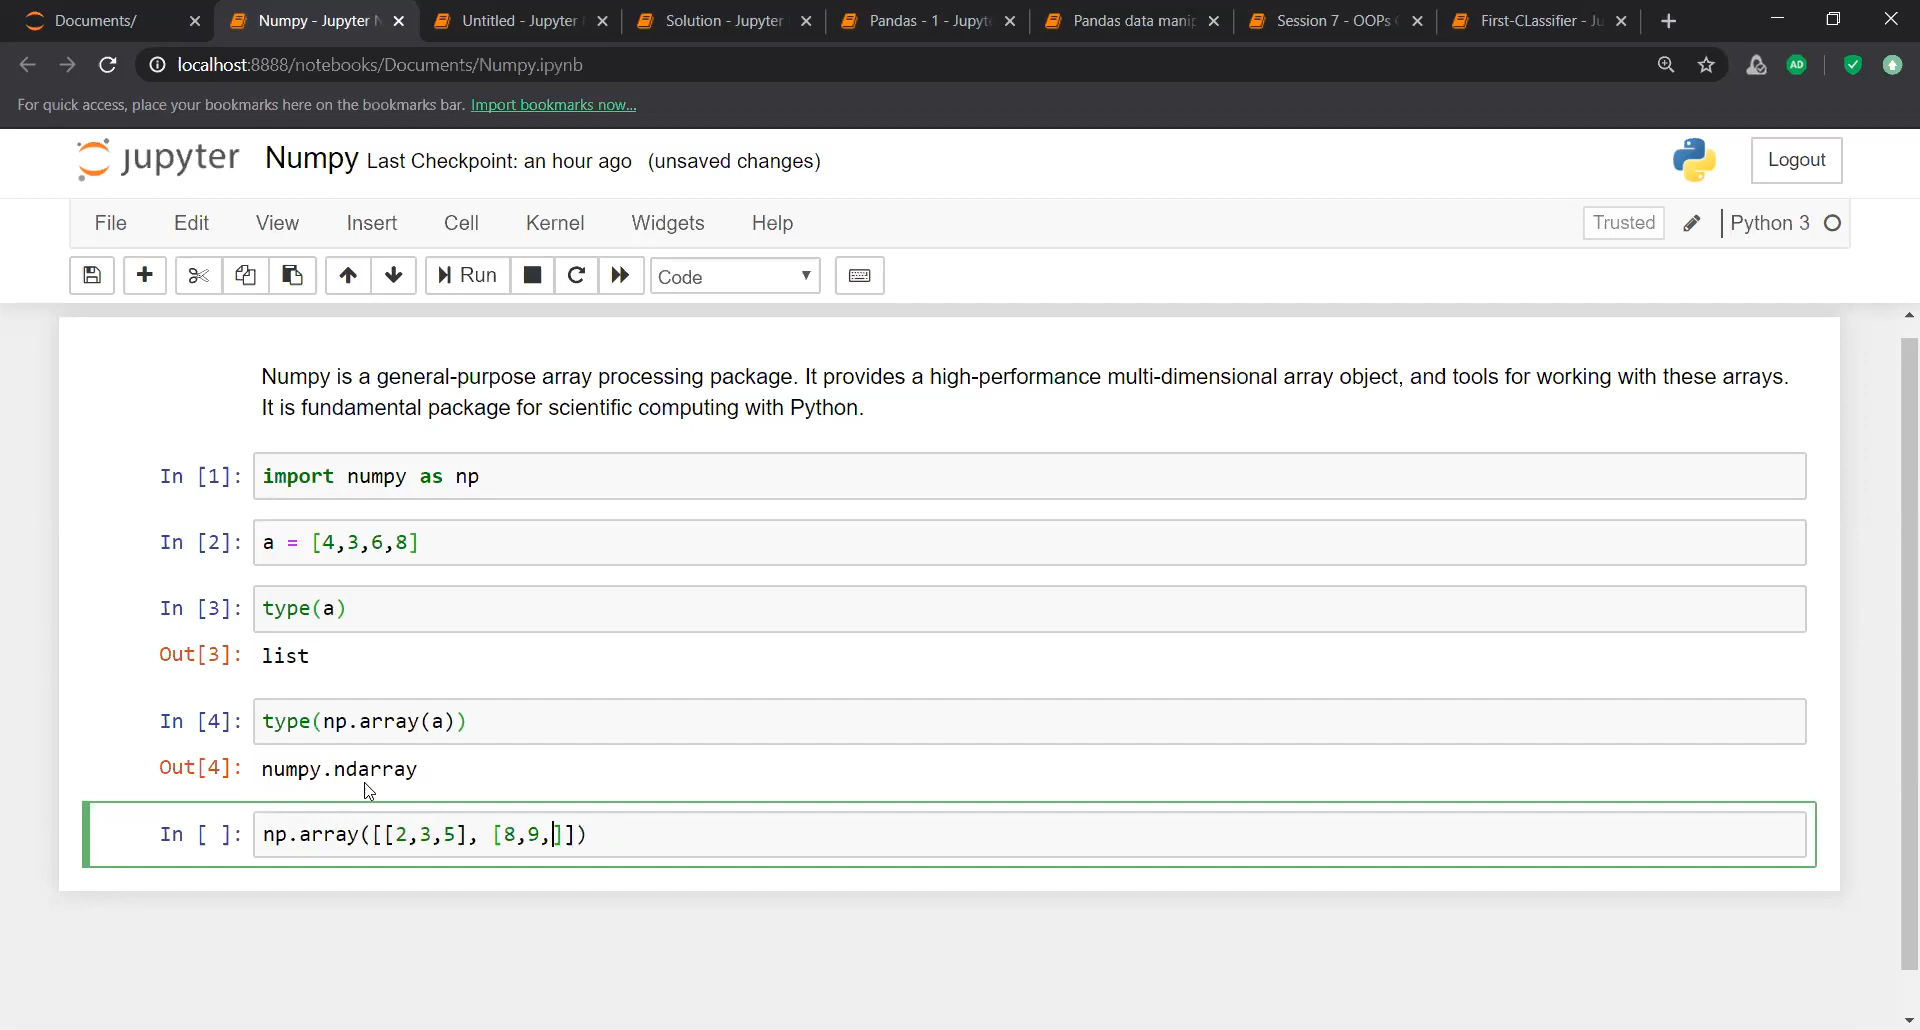 Documents/
Numpy - Jupyter N
Untitled - Jupyter
Solution - Jupyter
Pandas - 1 - Jupyt
Pandas data manip
Session 7 - OOPs
First-CLassifier - Ju
localhost:8888/notebooks/Documents/Numpy.ipynb
AD
For quick access, place your bookmarks here on the bookmarks bar. Import bookmarks now...
jupyter Numpy Last Checkpoint: an hour ago (unsaved changes)
Logout
File Edit View Insert Cell Kernel Widgets Help
Trusted Python 3
Run Code
Numpy is a general-purpose array processing package. It provides a high-performance multi-dimensional array object, and tools for working with these arrays.
It is fundamental package for scientific computing with Python.
In [1]: import numpy as np
In [2]: a = [4,3,6,8]
In [3]: type(a)
Out[3]: list
In [4]: type(np.array(a))
Out[4]: numpy.ndarray
In [ ]: np.array([[2,3,5], [8,9,]])